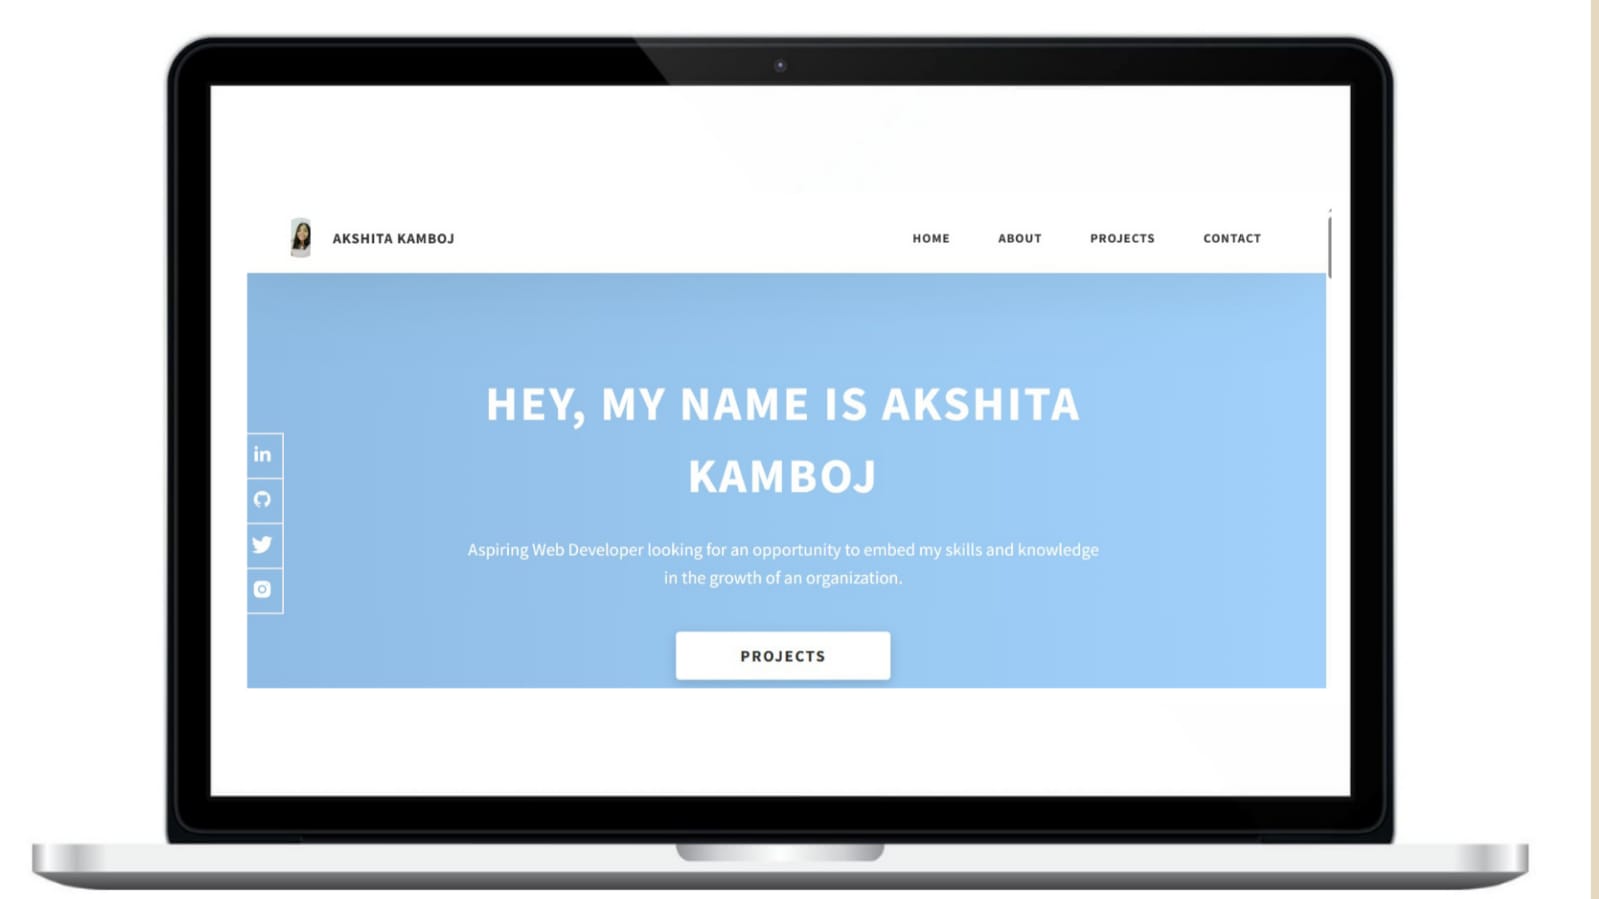 AKSHITA KAMBOJ
HOME ABOUT PROJECTS CONTACT
HEY, MY NAME IS AKSHITA
KAMBOJ
in
Aspiring Web Developer looking for an opportunity to embed my skills and knowledge
in the growth of an organization.
PROJECTS